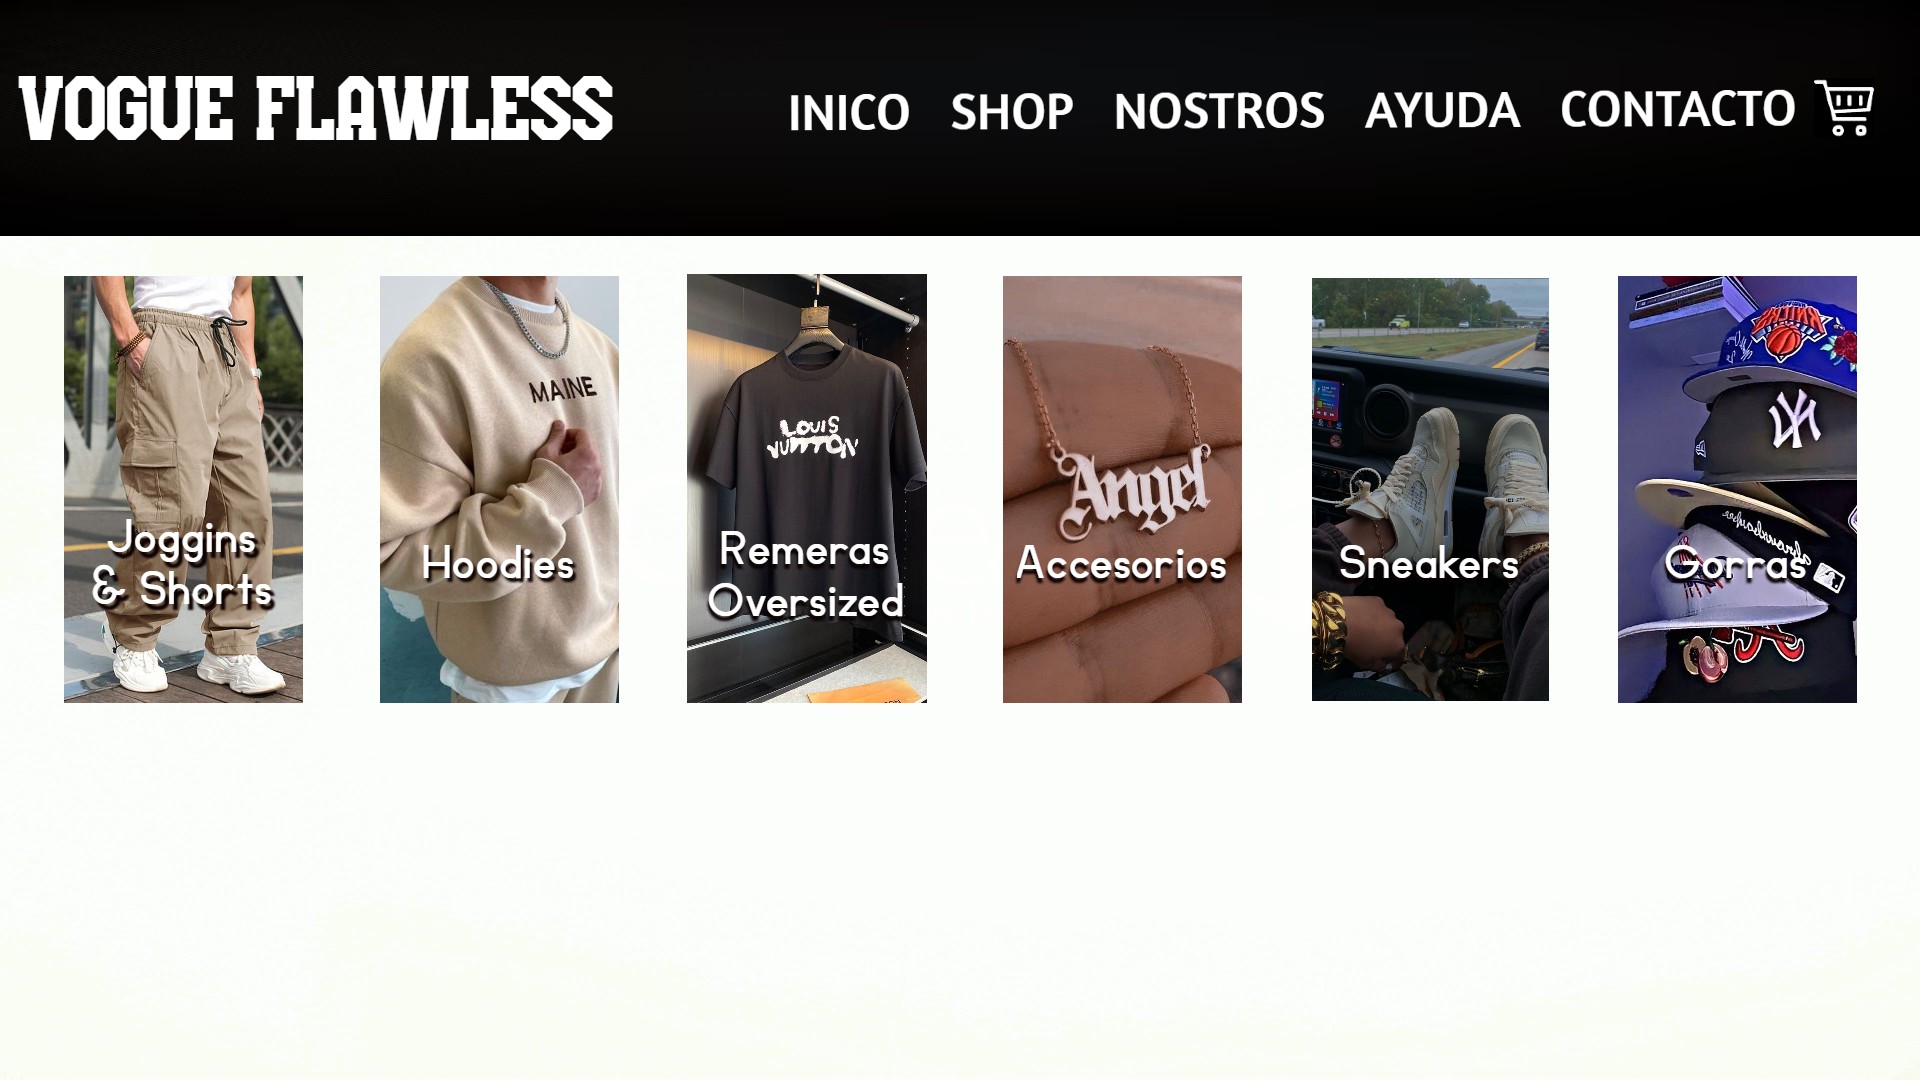 VOGUE FLAWLESS
INICO SHOP NOSTROS AYUDA CONTACTO
MAINE
LOUIS
VUITTON
Angel
Joggins
& Shorts
Hoodies
Remeras
Oversized
Accesorios
Sneakers
Gorras